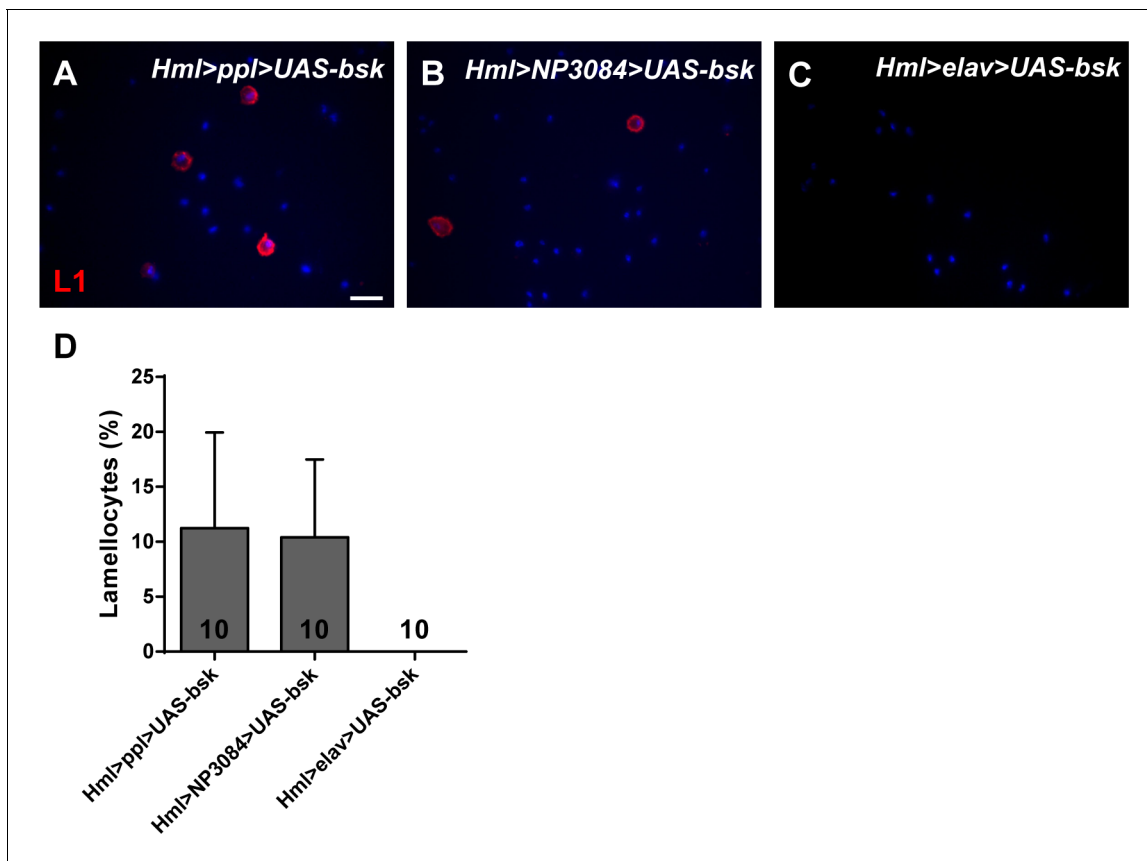 A
Hml>ppl>UAS-bsk
L1
B
Hml>NP3084>UAS-bsk
C
Hml>elav>UAS-bsk
D
Lamellocytes (%)
25
20
15
10
5
0
10
10
10
Hml>ppl>UAS-bsk
Hml>NP3084>UAS-bsk
Hml>elav>UAS-bsk